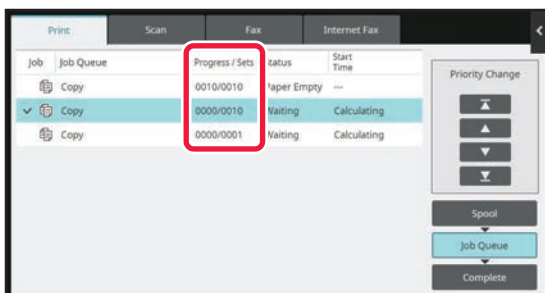 Print Scan Fax Internet Fax
Job Job Queue Progress / Sets Status Start Time
Copy 0010/0010 Paper Empty ---
Copy 0000/0010 Waiting Calculating
Copy 0000/0001 Waiting Calculating
Priority Change
Spool
Job Queue
Complete